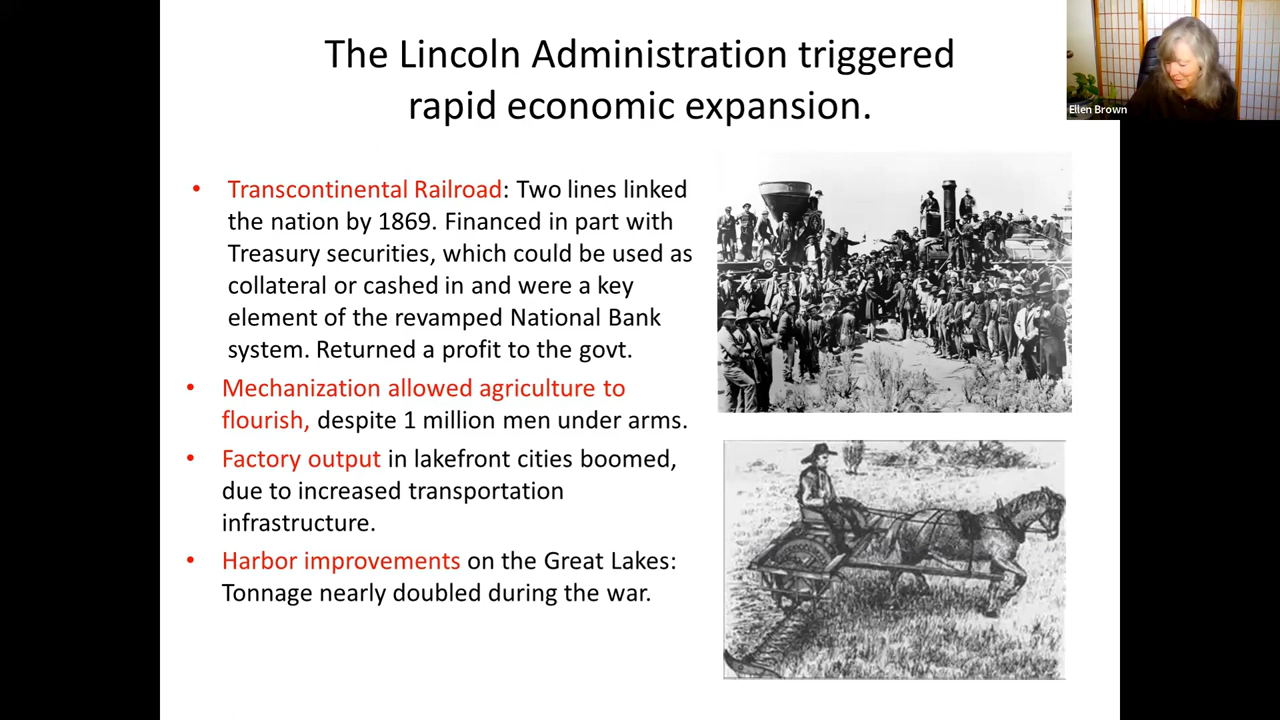 The Lincoln Administration triggered
rapid economic expansion.
Ellen Brown
• Transcontinental Railroad: Two lines linked
the nation by 1869. Financed in part with
Treasury securities, which could be used as
collateral or cashed in and were a key
element of the revamped National Bank
system. Returned a profit to the govt.
• Mechanization allowed agriculture to
flourish, despite 1 million men under arms.
• Factory output in lakefront cities boomed,
due to increased transportation
infrastructure.
• Harbor improvements on the Great Lakes:
Tonnage nearly doubled during the war.